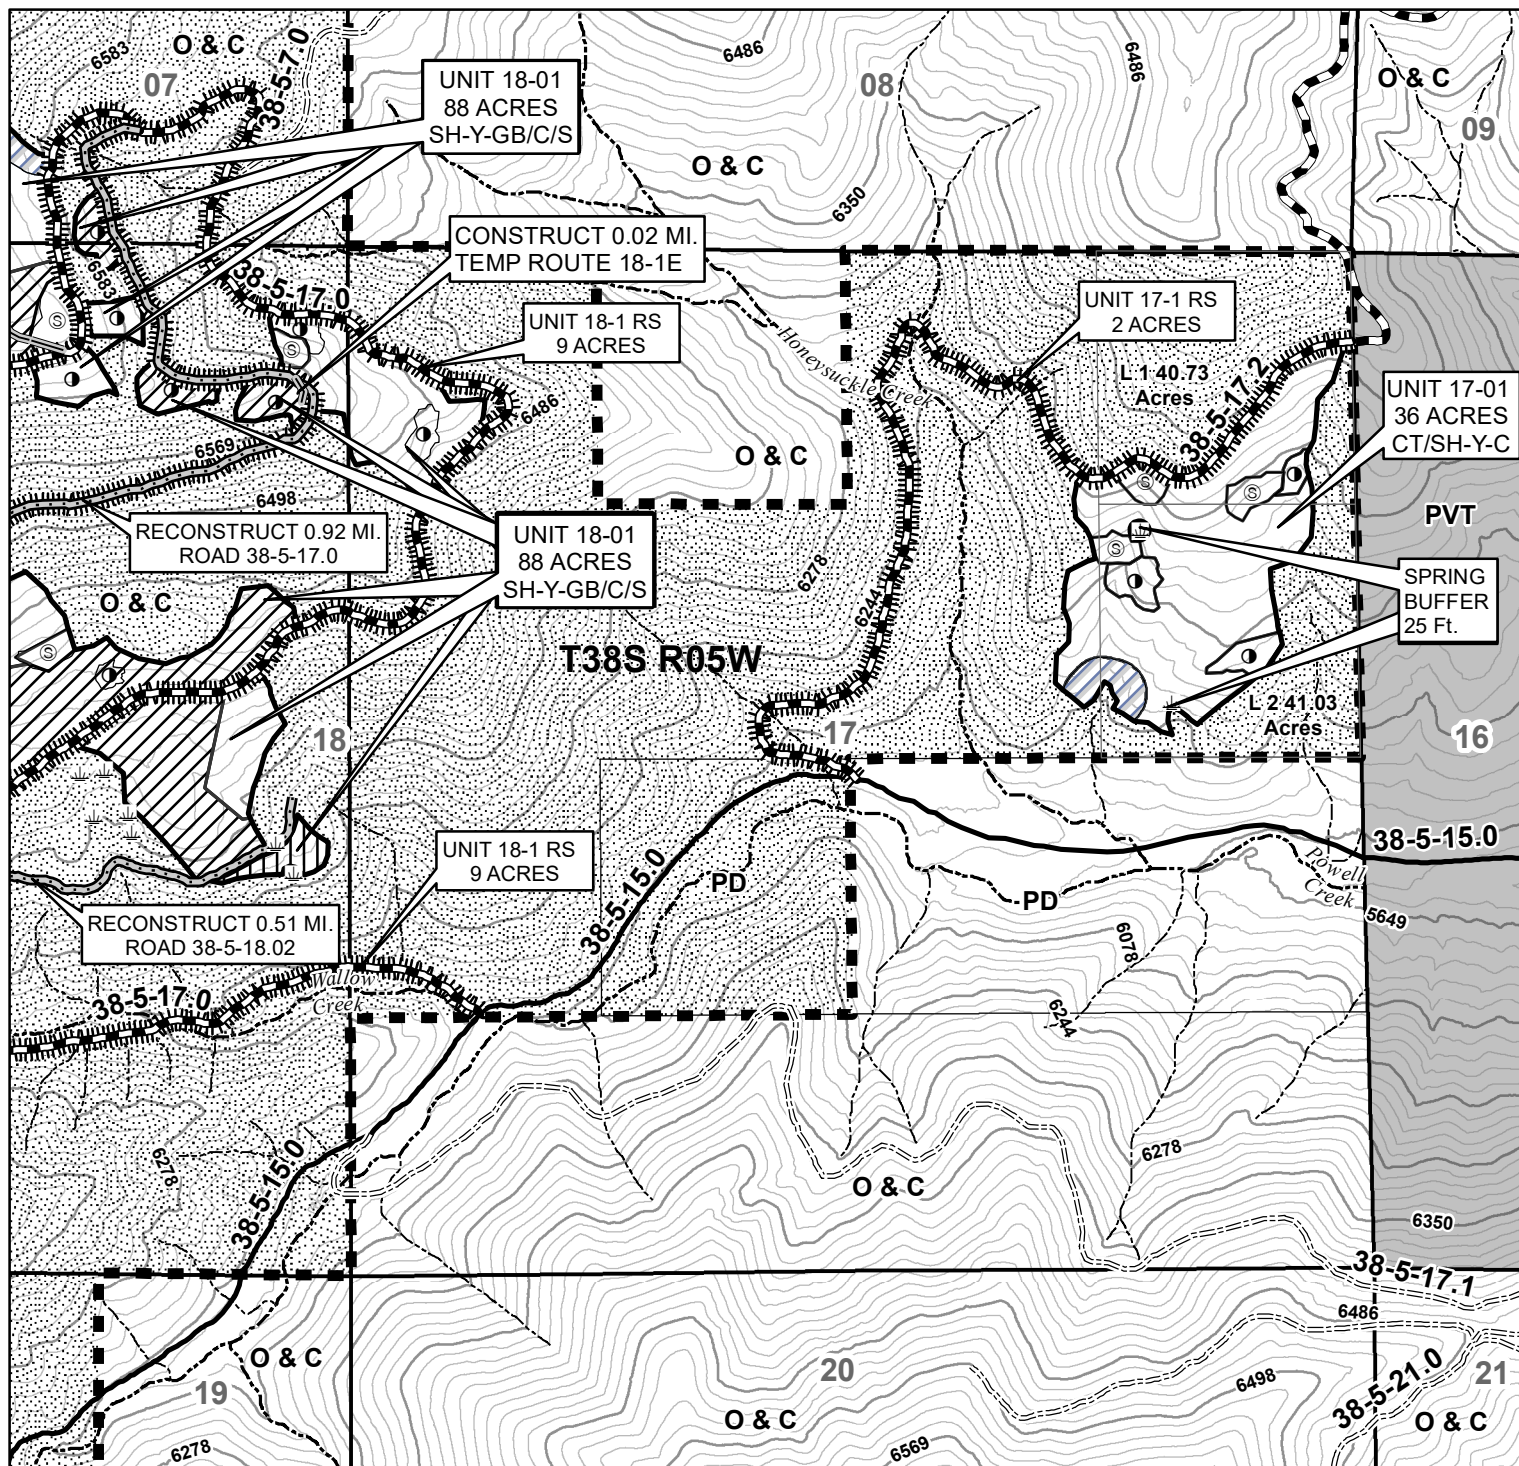 6583
O & C
07
38-5-7.0
UNIT 18-01
88 ACRES
SH-Y-GB/C/S
6486
08
6486
O & C
09
O & C
6350
CONSTRUCT 0.02 MI.
TEMP ROUTE 18-1E
6583
38-5-17.0
S
UNIT 18-1 RS
9 ACRES
S
Honeysuckle Creek
UNIT 17-1 RS
2 ACRES
L 1 40.73
Acres
38-5-17.2
UNIT 17-01
36 ACRES
CT/SH-Y-C
6486
6569
O & C
6498
S
S
PVT
RECONSTRUCT 0.92 MI.
ROAD 38-5-17.0
UNIT 18-01
88 ACRES
SH-Y-GB/C/S
6278
S
SPRING
BUFFER
25 Ft.
O & C
6244
S
T38S R05W
L 2 41.03
Acres
18
17
16
38-5-15.0
UNIT 18-1 RS
9 ACRES
38-5-15.0
PD
PD
Powell
Creek
5649
RECONSTRUCT 0.51 MI.
ROAD 38-5-18.02
6078
38-5-17.0
Wallow
Creek
6244
6278
38-5-15.0
6278
O & C
6350
38-5-17.1
6486
O & C
19
20
6498
38-5-21.0
21
O & C
O & C
6278
6569